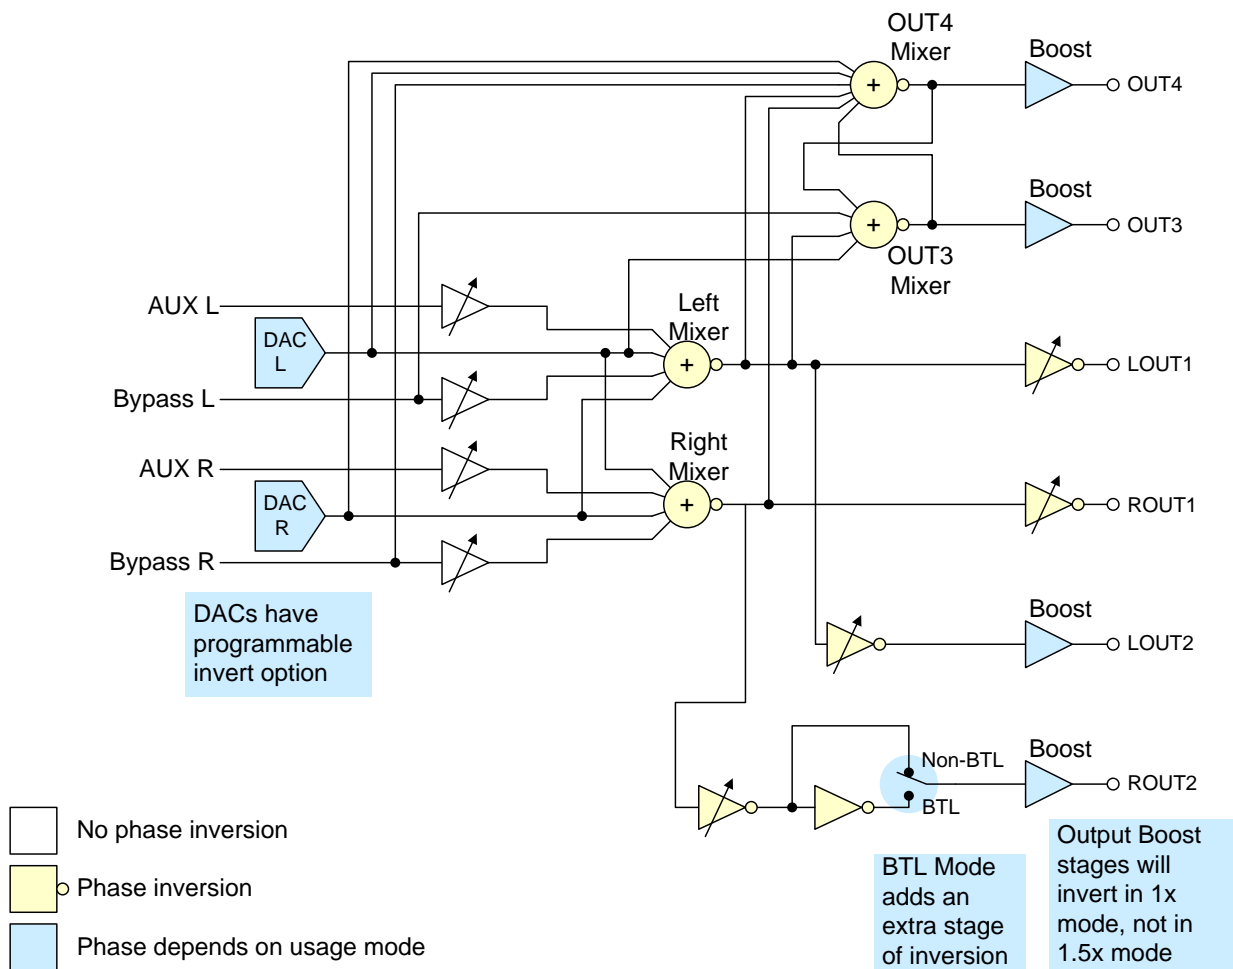 OUT4
Mixer
Boost
+
OUT4
Boost
+
OUT3
OUT3
Mixer
AUX L
Left
Mixer
DAC
L
+
LOUT1
Bypass L
Right
Mixer
AUX R
DAC
R
+
ROUT1
Bypass R
DACs have
programmable
invert option
Boost
LOUT2
Boost
Non-BTL
ROUT2
BTL
No phase inversion
Phase inversion
Phase depends on usage mode
BTL Mode
adds an
extra stage
of inversion
Output Boost
stages will
invert in 1x
mode, not in
1.5x mode